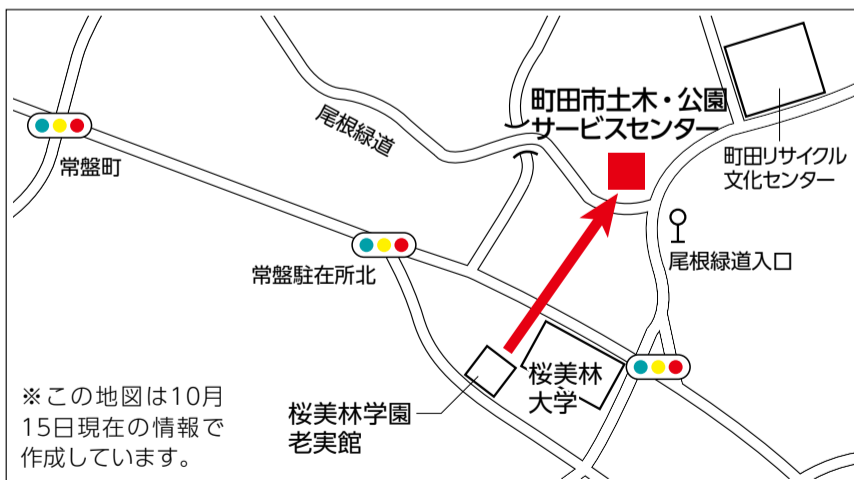 町田市土木・公園
サービスセンター
尾根緑道
町田リサイクル
文化センター
常盤町
尾根緑道入口
常盤駐在所北
桜美林
大学
桜美林学園
老実館
※この地図は10月
15日現在の情報で
作成しています。